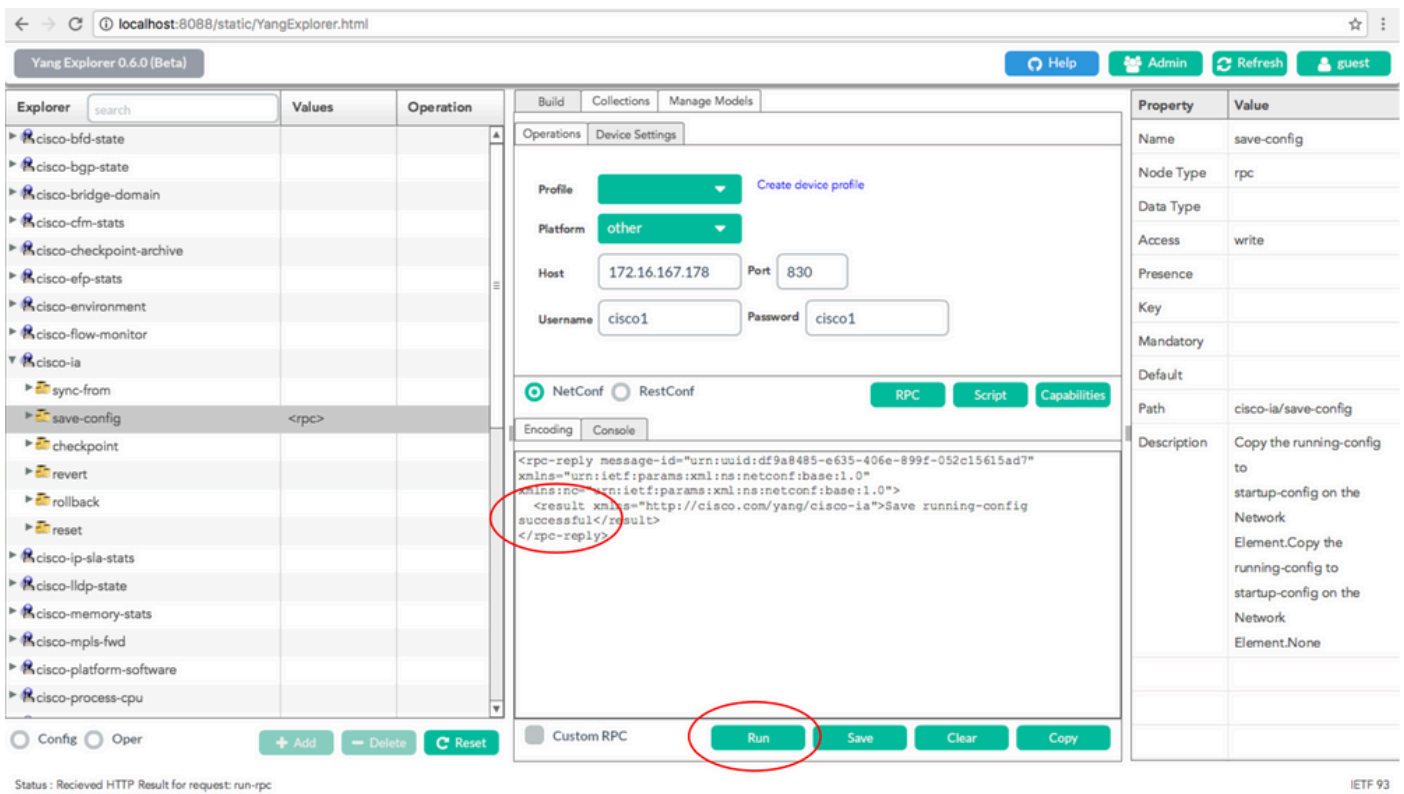 localhost:8088/static/YangExplorer.html
Yang Explorer 0.6.0 (Beta)
Help
Admin
Refresh
guest
Explorer search Values Operation
cisco-bfd-state
cisco-bgp-state
cisco-bridge-domain
cisco-cfm-stats
cisco-checkpoint-archive
cisco-efp-stats
cisco-environment
cisco-flow-monitor
cisco-ia
sync-from
save-config <rpc>
checkpoint
revert
rollback
reset
cisco-ip-sla-stats
cisco-lldp-state
cisco-memory-stats
cisco-mpls-fwd
cisco-platform-software
cisco-process-cpu
Config Oper + Add − Delete Reset
Build Collections Manage Models
Operations Device Settings
Profile Create device profile
Platform other
Host 172.16.167.178 Port 830
Username cisco1 Password cisco1
NetConf RestConf RPC Script Capabilities
Encoding Console
<rpc-reply message-id="urn:uuid:df9a8485-e635-406e-899f-052c15615ad7"
xmlns="urn:ietf:params:xml:ns:netconf:base:1.0"
xmlns:nc="urn:ietf:params:xml:ns:netconf:base:1.0">
<result xmlns="http://cisco.com/yang/cisco-ia">Save running-config
successful</result>
</rpc-reply>
Custom RPC Run Save Clear Copy
Property Value
Name save-config
Node Type rpc
Data Type
Access write
Presence
Key
Mandatory
Default
Path cisco-ia/save-config
Description Copy the running-config
to
startup-config on the
Network
Element.Copy the
running-config to
startup-config on the
Network
Element.None
Status : Recieved HTTP Result for request: run-rpc
IETF 93